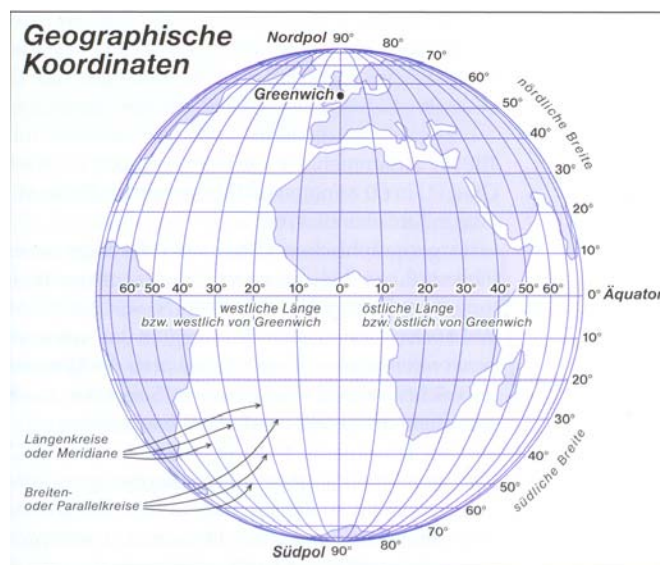 Geographische
Koordinaten
Nordpol 90°
80°
70°
60°
50°
40°
30°
20°
10°
nördliche Breite
Greenwich
60° 50° 40° 30° 20° 10° 0° 10° 20° 30° 40° 50° 60° 0° Äquator
westliche Länge
bzw. westlich von Greenwich
östliche Länge
bzw. östlich von Greenwich
10°
20°
30°
40°
50°
60°
70°
80°
südliche Breite
Längenkreise
oder Meridiane
Breiten-
oder Parallelkreise
Südpol 90°